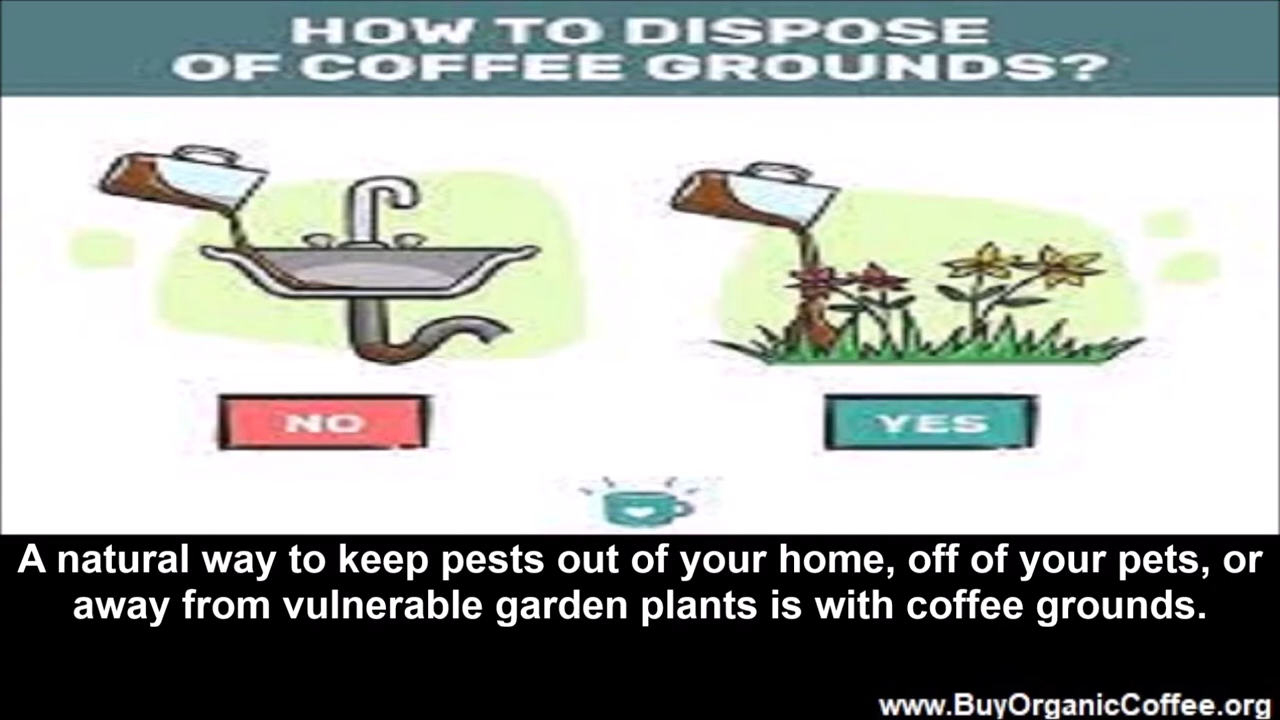 HOW TO DISPOSE
OF COFFEE GROUNDS?
NO
YES
A natural way to keep pests out of your home, off of your pets, or
away from vulnerable garden plants is with coffee grounds.
www.BuyOrganicCoffee.org